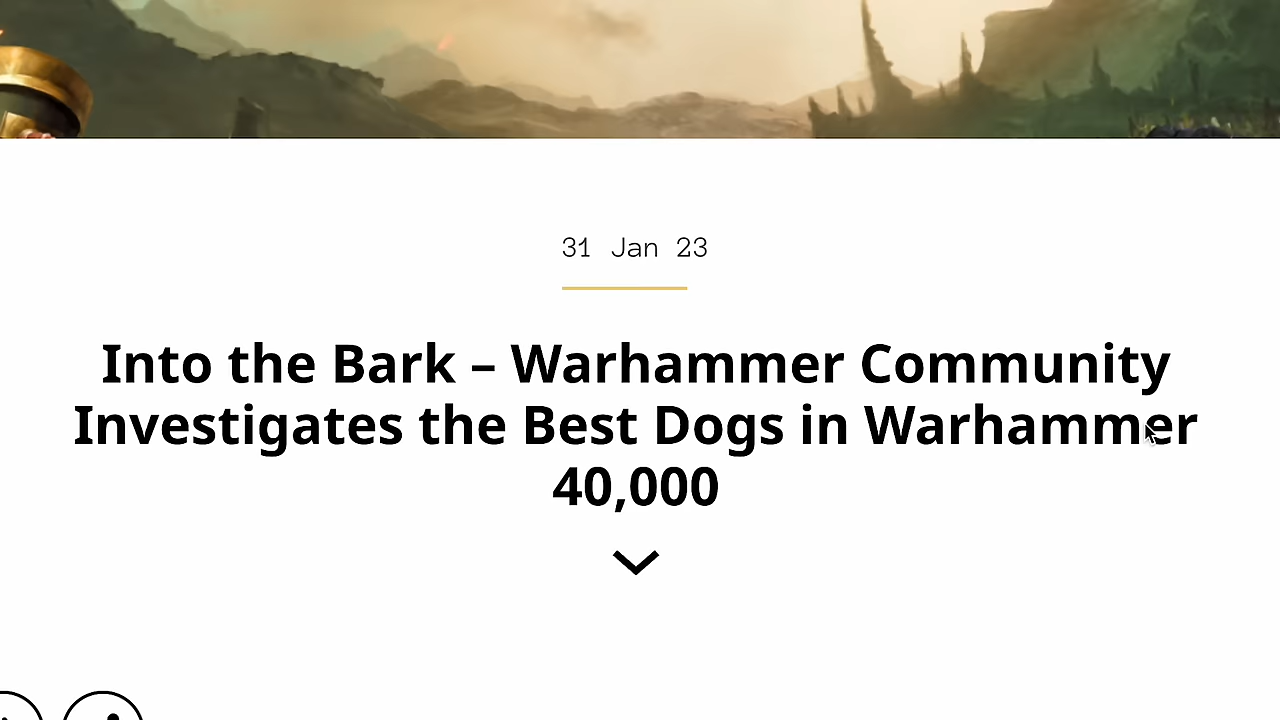 31 Jan 23
Into the Bark – Warhammer Community
Investigates the Best Dogs in Warhammer
40,000